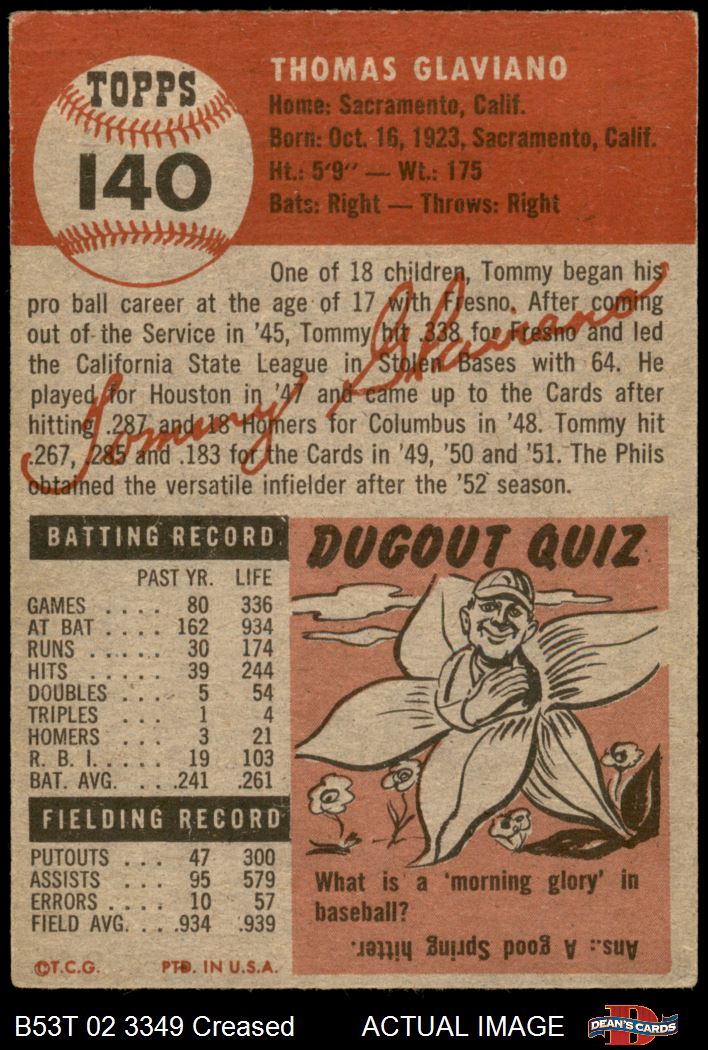 TOPPS
140
THOMAS GLAVIANO
Home: Sacramento, Calif.
Born: Oct. 16, 1923, Sacramento, Calif.
Ht.: 5'9" — Wt.: 175
Bats: Right — Throws: Right
One of 18 children, Tommy began his
pro ball career at the age of 17 with Fresno. After coming
out of the Service in '45, Tommy hit .338 for Fresno and led
the California State League in Stolen Bases with 64. He
played for Houston in '47 and came up to the Cards after
hitting .287 and 18 Homers for Columbus in '48. Tommy hit
.267, .285 and .183 for the Cards in '49, '50 and '51. The Phils
obtained the versatile infielder after the '52 season.
Tommy Glaviano
BATTING RECORD
PAST YR. LIFE
GAMES .... 80 336
AT BAT .... 162 934
RUNS ..... 30 174
HITS .... 39 244
DOUBLES .. 5 54
TRIPLES ... 1 4
HOMERS ... 3 21
R. B. I. .... 19 103
BAT. AVG. .. .241 .261
FIELDING RECORD
PUTOUTS ... 47 300
ASSISTS ... 95 579
ERRORS .... 10 57
FIELD AVG. .. .934 .939
©T.C.G. PTD. IN U.S.A.
DUGOUT QUIZ
What is a 'morning glory' in
baseball?
Ans.: A good Spring hitter.
B53T 02 3349 Creased ACTUAL IMAGE DEAN'S CARDS